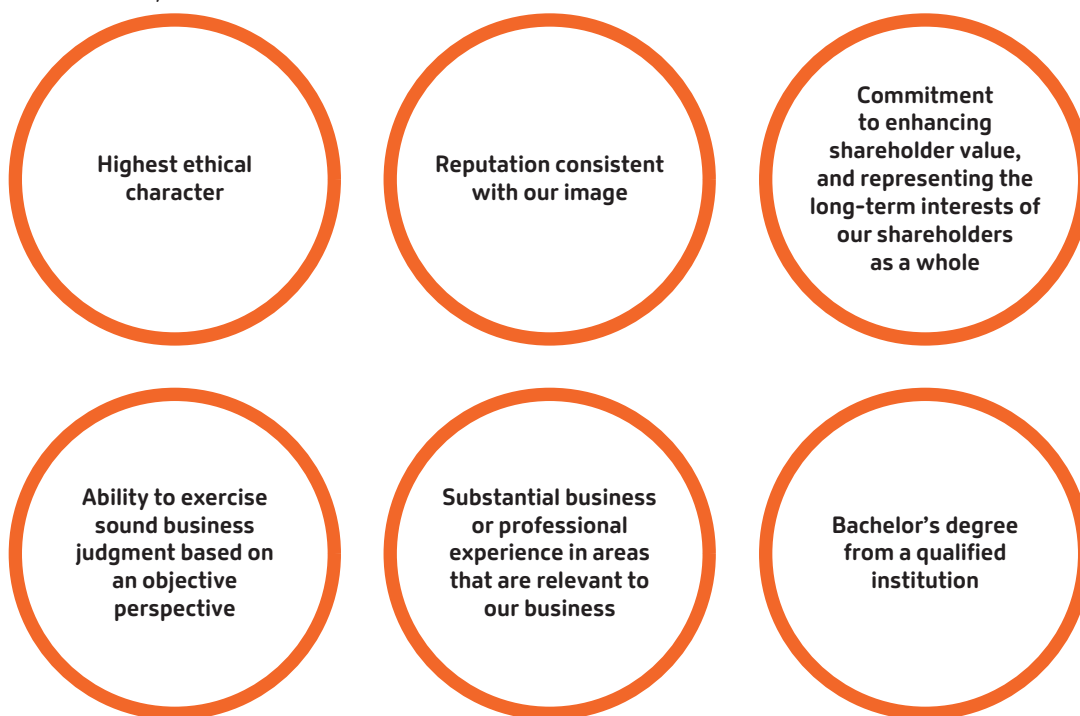 Highest ethical
character
Reputation consistent
with our image
Commitment
to enhancing
shareholder value,
and representing the
long-term interests of
our shareholders
as a whole
Ability to exercise
sound business
judgment based on
an objective
perspective
Substantial business
or professional
experience in areas
that are relevant to
our business
Bachelor’s degree
from a qualified
institution